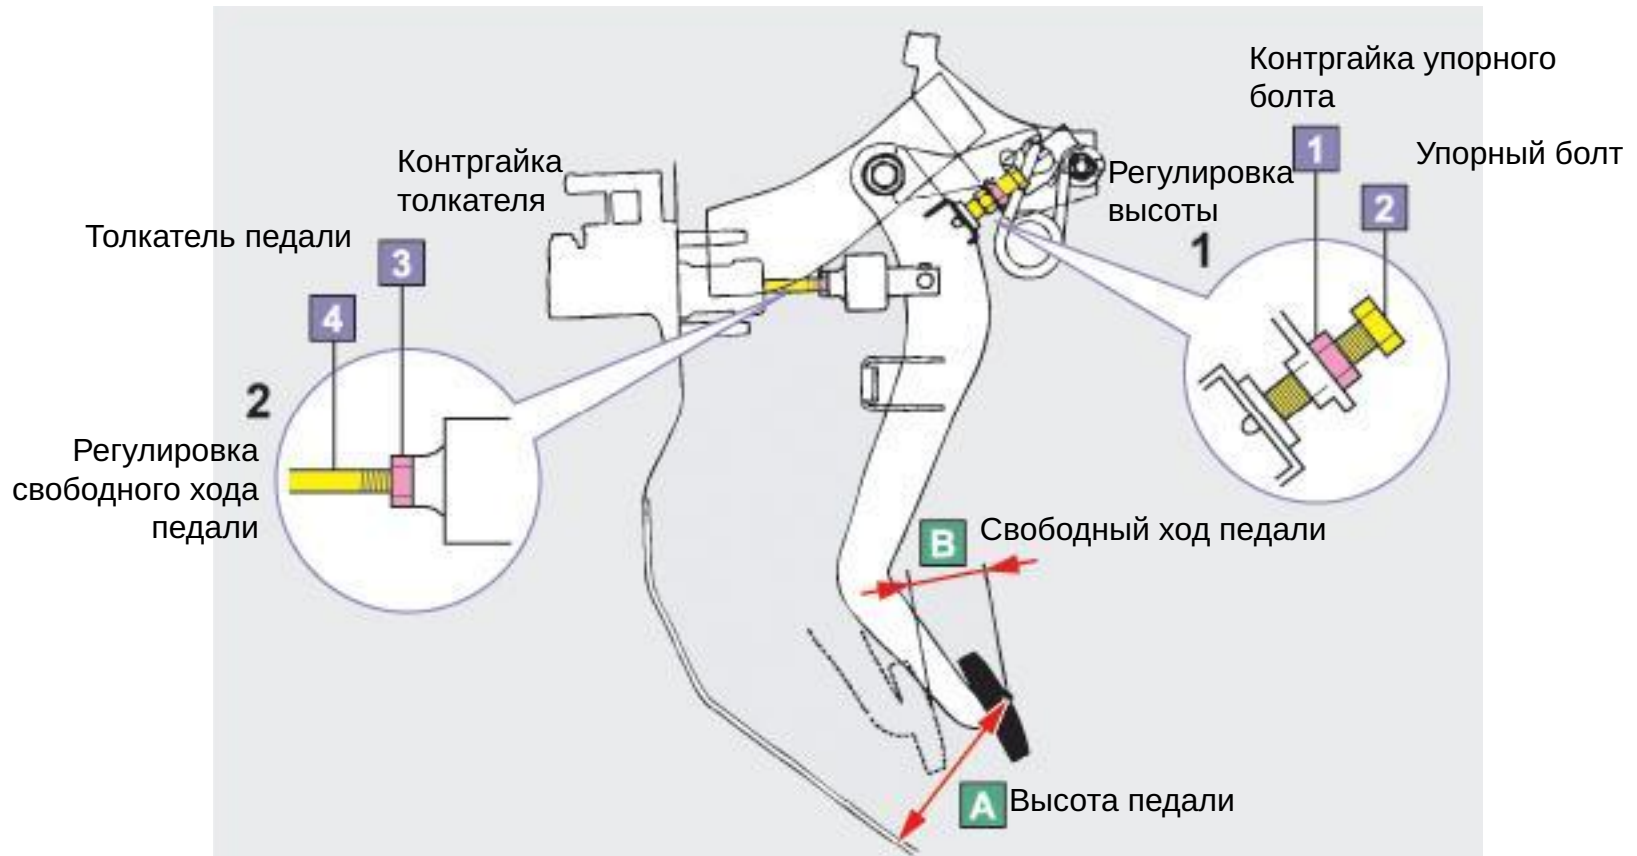 Контргайка упорного
болта
1
Упорный болт
2
Контргайка
толкателя
Регулировка
высоты
1
Толкатель педали
3
4
2
Регулировка
свободного хода
педали
B
Свободный ход педали
A
Высота педали